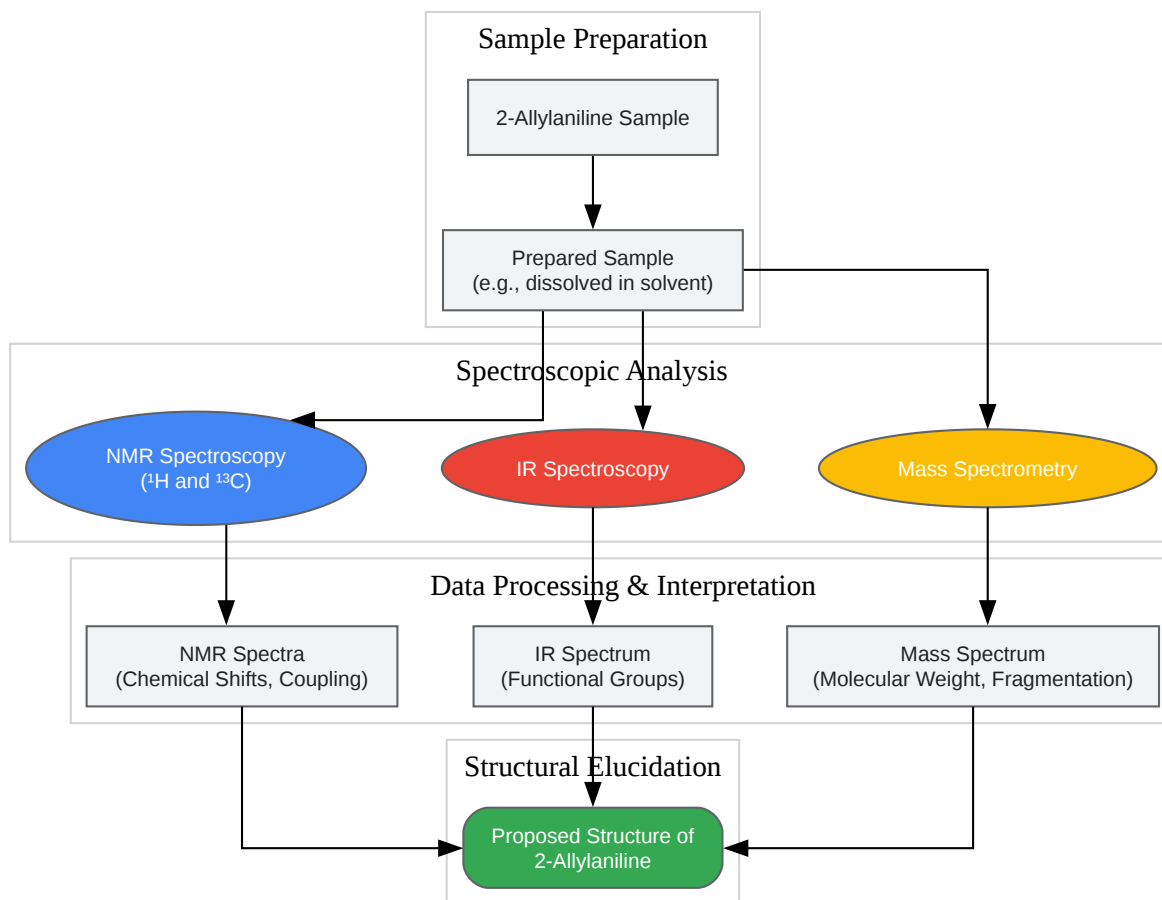 Sample Preparation
2-Allylaniline Sample
Prepared Sample
(e.g., dissolved in solvent)
Spectroscopic Analysis
NMR Spectroscopy
(¹H and ¹³C)
IR Spectroscopy
Mass Spectrometry
Data Processing & Interpretation
NMR Spectra
(Chemical Shifts, Coupling)
IR Spectrum
(Functional Groups)
Mass Spectrum
(Molecular Weight, Fragmentation)
Structural Elucidation
Proposed Structure of
2-Allylaniline